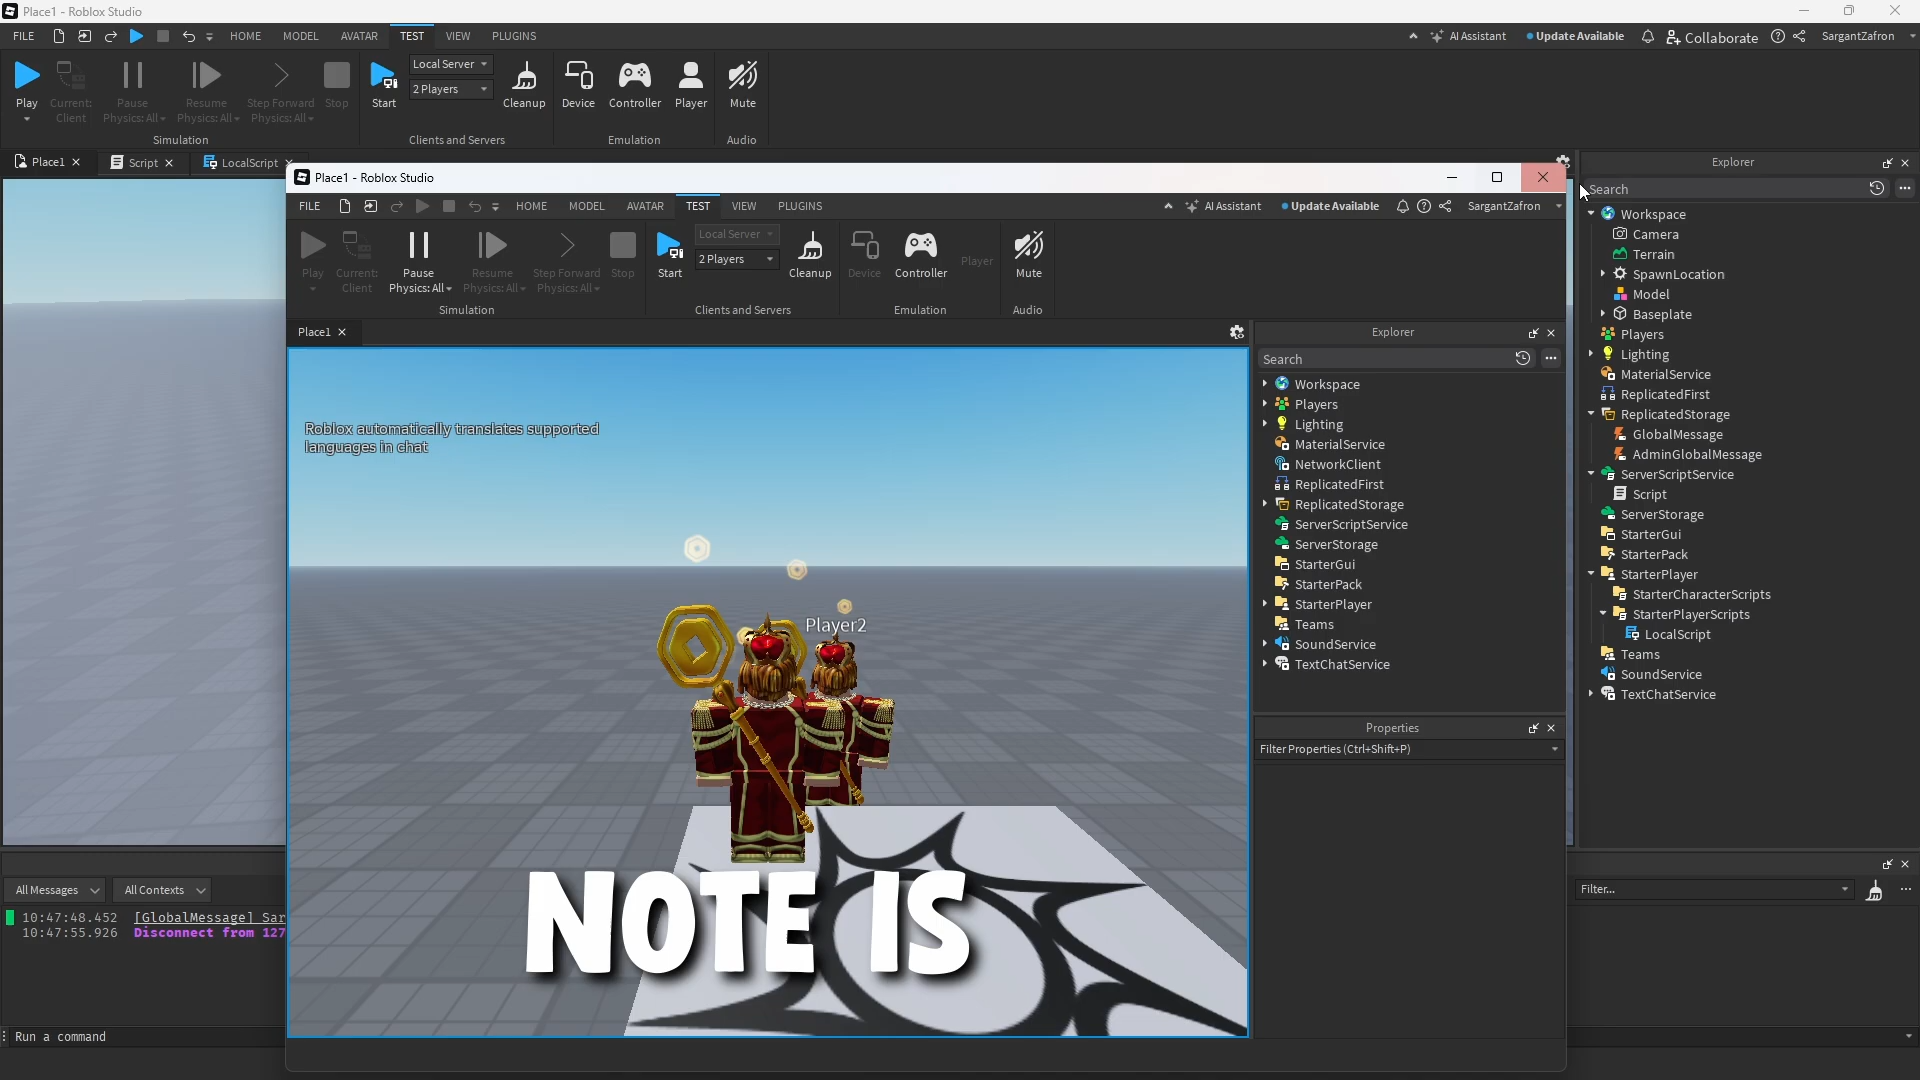 Place1 - Roblox Studio
FILE HOME MODEL AVATAR TEST VIEW PLUGINS AI Assistant Update Available Collaborate SargantZafron
Play Current: Client Pause Physics: All Resume Physics: All Step Forward Physics: All Stop
Simulation
Start Local Server 2 Players Cleanup
Clients and Servers
Device Controller Player
Emulation
Mute
Audio
Place1 Script LocalScript
Explorer
Search
Workspace
Camera
Terrain
SpawnLocation
Model
Baseplate
Players
Lighting
MaterialService
ReplicatedFirst
ReplicatedStorage
GlobalMessage
AdminGlobalMessage
ServerScriptService
Script
ServerStorage
StarterGui
StarterPack
StarterPlayer
StarterCharacterScripts
StarterPlayerScripts
LocalScript
Teams
SoundService
TextChatService
Place1 - Roblox Studio
FILE HOME MODEL AVATAR TEST VIEW PLUGINS AI Assistant Update Available SargantZafron
Play Current: Client Pause Physics: All Resume Physics: All Step Forward Physics: All Stop
Simulation
Start Local Server 2 Players Cleanup
Clients and Servers
Device Controller Player
Emulation
Mute
Audio
Place1
Roblox automatically translates supported
languages in chat
Player2
NOTE IS
Explorer
Search
Workspace
Players
Lighting
MaterialService
NetworkClient
ReplicatedFirst
ReplicatedStorage
ServerScriptService
ServerStorage
StarterGui
StarterPack
StarterPlayer
Teams
SoundService
TextChatService
Properties
Filter Properties (Ctrl+Shift+P)
All Messages All Contexts Filter...
10:47:48.452 [GlobalMessage] Sar
10:47:55.926 Disconnect from 127
Run a command